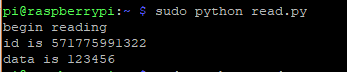 pi@raspberrypi:~ $ sudo python read.py
begin reading
id is 571775991322
data is 123456